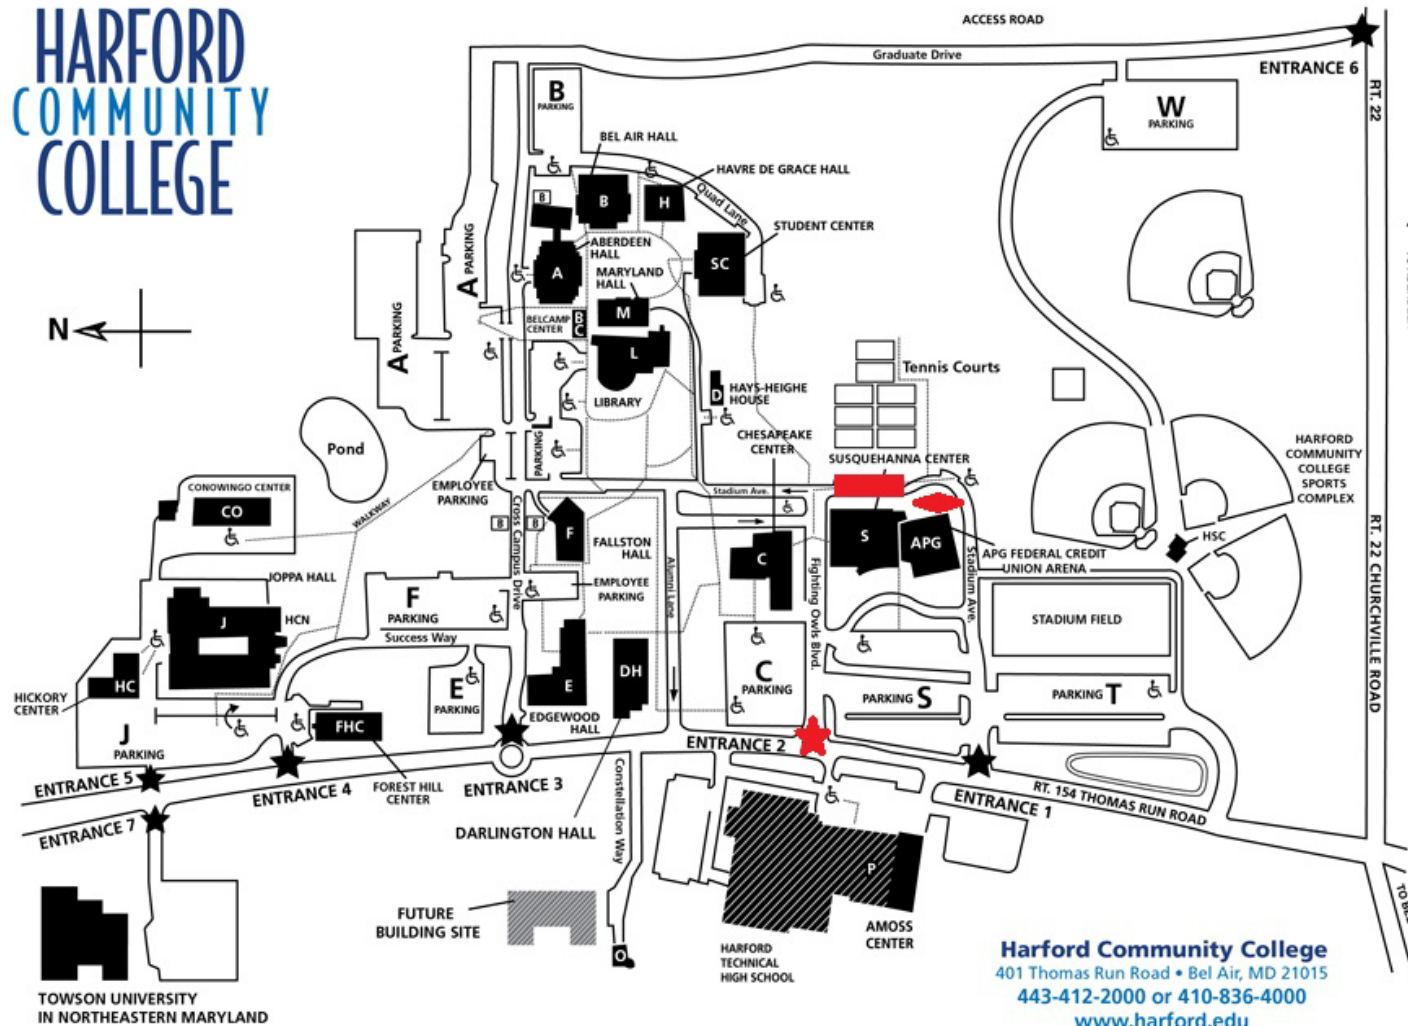 HARFORD
COMMUNITY
COLLEGE
ACCESS ROAD
Graduate Drive
ENTRANCE 6
RT. 22
B
PARKING
W
PARKING
BEL AIR HALL
HAVRE DE GRACE HALL
Quad Lane
B
B
H
STUDENT CENTER
SC
ABERDEEN
HALL
A
MARYLAND
HALL
M
A PARKING
A PARKING
N
BELCAMP
CENTER
B
C
L
LIBRARY
D
HAYS-HEIGHE
HOUSE
Tennis Courts
Pond
L
PARKING
CHESAPEAKE
CENTER
SUSQUEHANNA CENTER
HARFORD
COMMUNITY
COLLEGE
SPORTS
COMPLEX
EMPLOYEE
PARKING
CONOWINGO CENTER
CO
WALKWAY
Stadium Ave.
Cross Campus Drive
B
B
F
FALLSTON
HALL
C
S
APG
APG FEDERAL CREDIT
UNION ARENA
HSC
RT. 22 CHURCHVILLE ROAD
JOPPA HALL
J
HCN
F
PARKING
EMPLOYEE
PARKING
Alumni Lane
Fighting Owls Blvd.
Stadium Ave.
STADIUM FIELD
Success Way
HC
HICKORY
CENTER
E
PARKING
E
DH
C
PARKING
PARKING S
PARKING T
J
PARKING
FHC
EDGEWOOD
HALL
ENTRANCE 2
ENTRANCE 5
ENTRANCE 4
FOREST HILL
CENTER
ENTRANCE 3
ENTRANCE 1
RT. 154 THOMAS RUN ROAD
ENTRANCE 7
DARLINGTON HALL
Constellation Way
P
FUTURE
BUILDING SITE
O
HARFORD
TECHNICAL
HIGH SCHOOL
AMOSS
CENTER
TOWSON UNIVERSITY
IN NORTHEASTERN MARYLAND
Harford Community College
401 Thomas Run Road • Bel Air, MD 21015
443-412-2000 or 410-836-4000
www.harford.edu